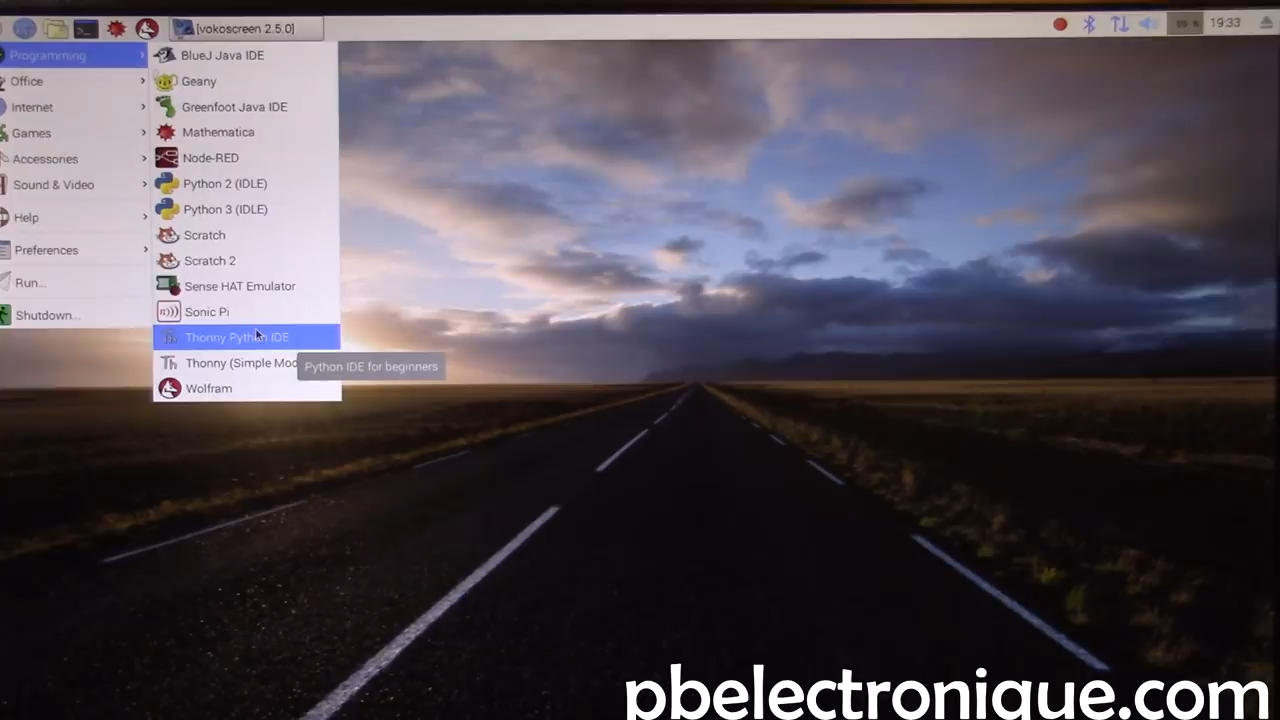 [vokoscreen 2.5.0]
19:33
Programming
Office
Internet
Games
Accessories
Sound & Video
Help
Preferences
Run...
Shutdown...
BlueJ Java IDE
Geany
Greenfoot Java IDE
Mathematica
Node-RED
Python 2 (IDLE)
Python 3 (IDLE)
Scratch
Scratch 2
Sense HAT Emulator
Sonic Pi
Thonny Python IDE
Thonny (Simple Mod
Wolfram
Python IDE for beginners
pbelectronique.com